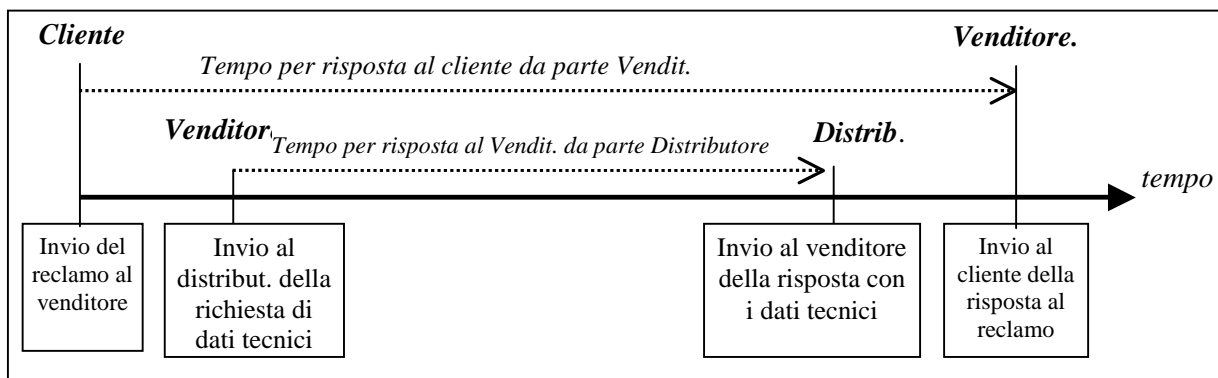 Cliente
Venditore.
Tempo per risposta al cliente da parte Vendit.
Venditor
Distrib.
Tempo per risposta al Vendit. da parte Distributore
tempo
Invio del
reclamo al
venditore
Invio al
distribut. della
richiesta di
dati tecnici
Invio al venditore
della risposta con
i dati tecnici
Invio al
cliente della
risposta al
reclamo